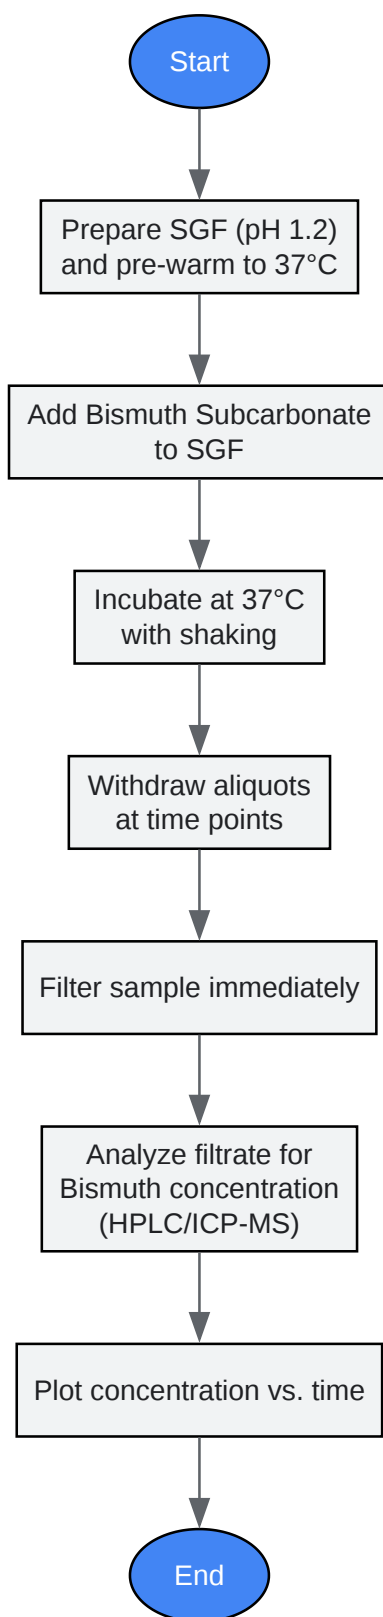 Start
Prepare SGF (pH 1.2)
and pre-warm to 37°C
Add Bismuth Subcarbonate
to SGF
Incubate at 37°C
with shaking
Withdraw aliquots
at time points
Filter sample immediately
Analyze filtrate for
Bismuth concentration
(HPLC/ICP-MS)
Plot concentration vs. time
End